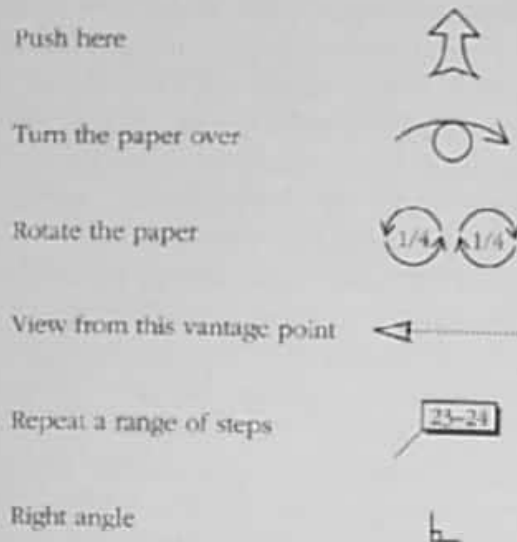 Push here
Turn the paper over
Rotate the paper 1/4 1/4
View from this vantage point
Repeat a range of steps 23–24
Right angle